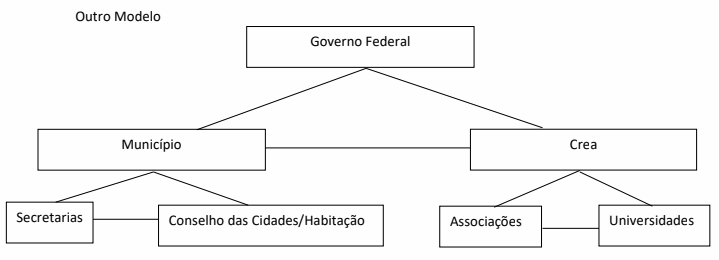 Outro Modelo
Governo Federal
Município
Crea
Secretarias
Conselho das Cidades/Habitação
Associações
Universidades